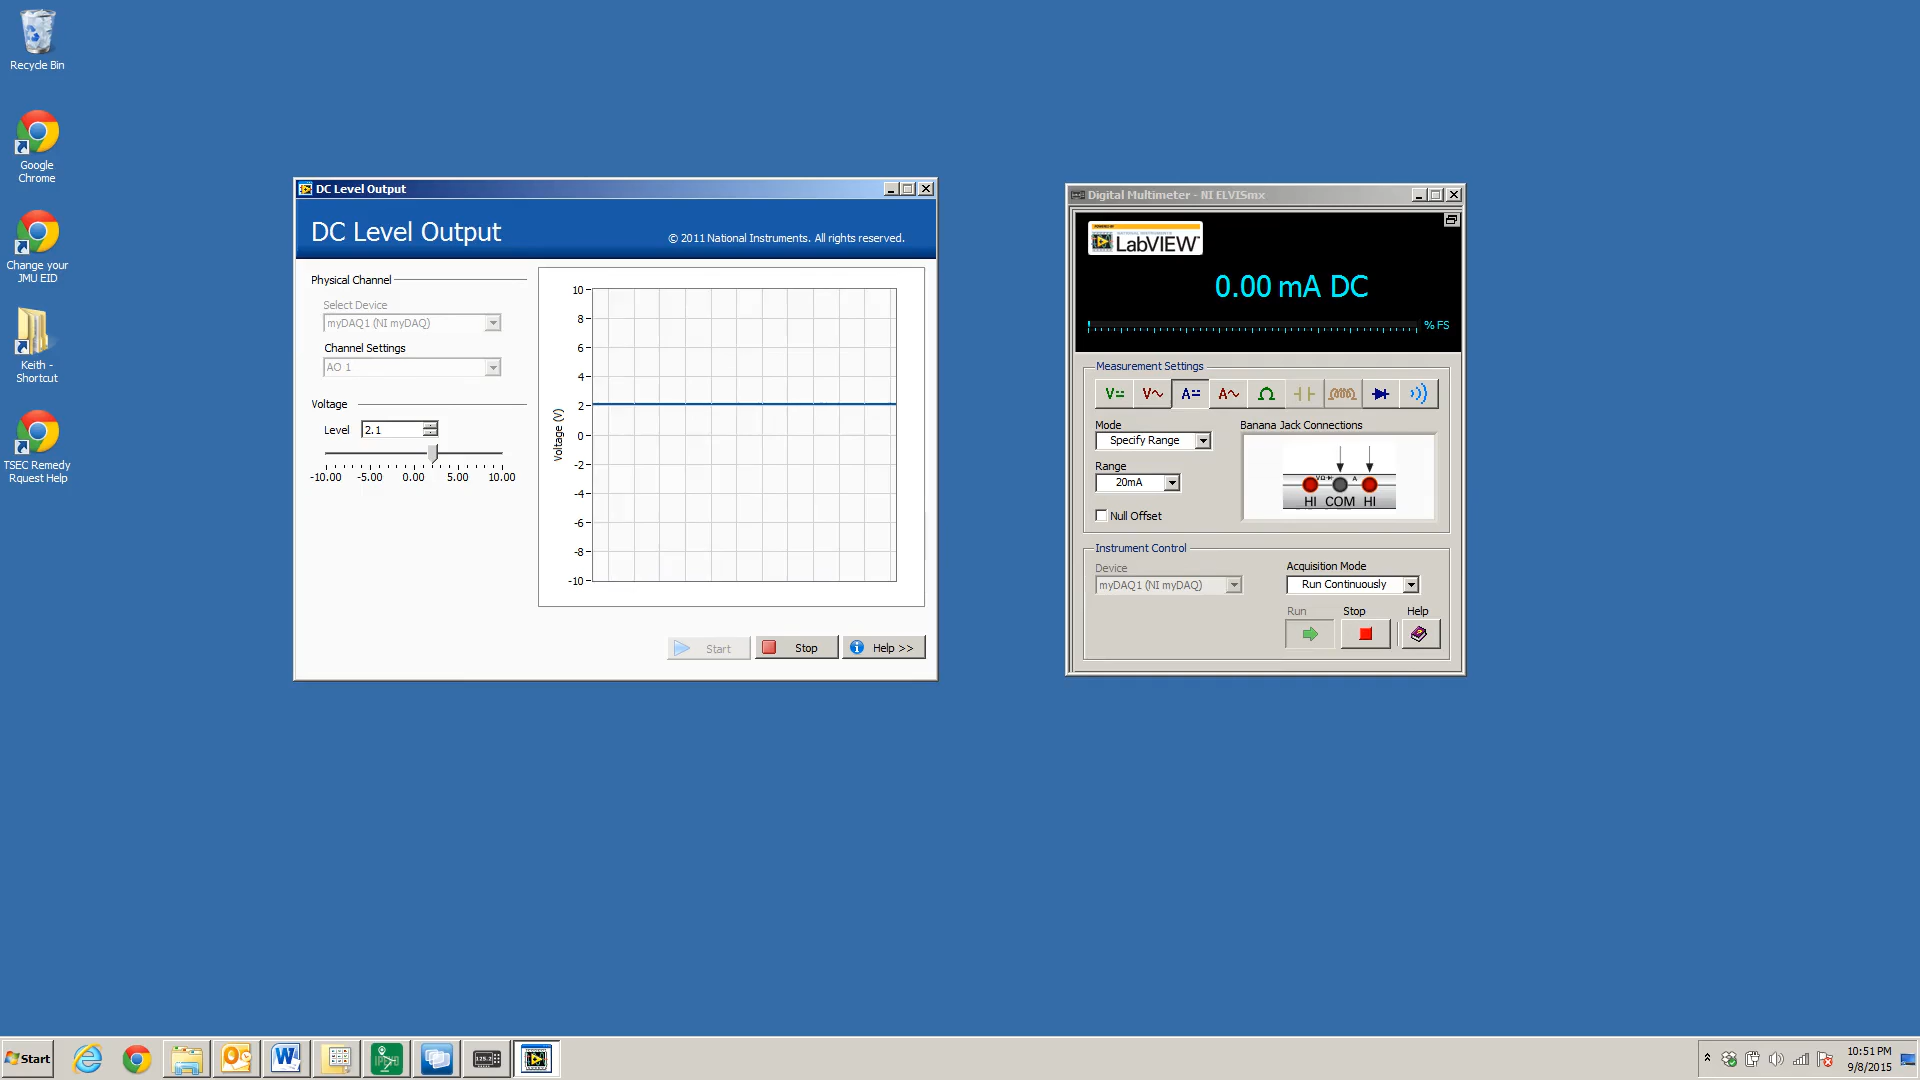 Recycle Bin
Google
Chrome
Change your
JMU EID
Keith -
Shortcut
TSEC Remedy
Rquest Help
DC Level Output
DC Level Output
© 2011 National Instruments. All rights reserved.
Physical Channel
Select Device
myDAQ1 (NI myDAQ)
Channel Settings
AO 1
Voltage
Level 2.1
-10.00 -5.00 0.00 5.00 10.00
Voltage (V)
10
8
6
4
2
0
-2
-4
-6
-8
-10
Start Stop Help >>
Digital Multimeter - NI ELVISmx
LabVIEW
0.00 mA DC
% FS
Measurement Settings
V V A A Ω
Mode
Specify Range
Range
20mA
Null Offset
Banana Jack Connections
VΩ A
HI COM HI
Instrument Control
Device
myDAQ1 (NI myDAQ)
Acquisition Mode
Run Continuously
Run Stop Help
Start
125.2
10:51 PM
9/8/2015